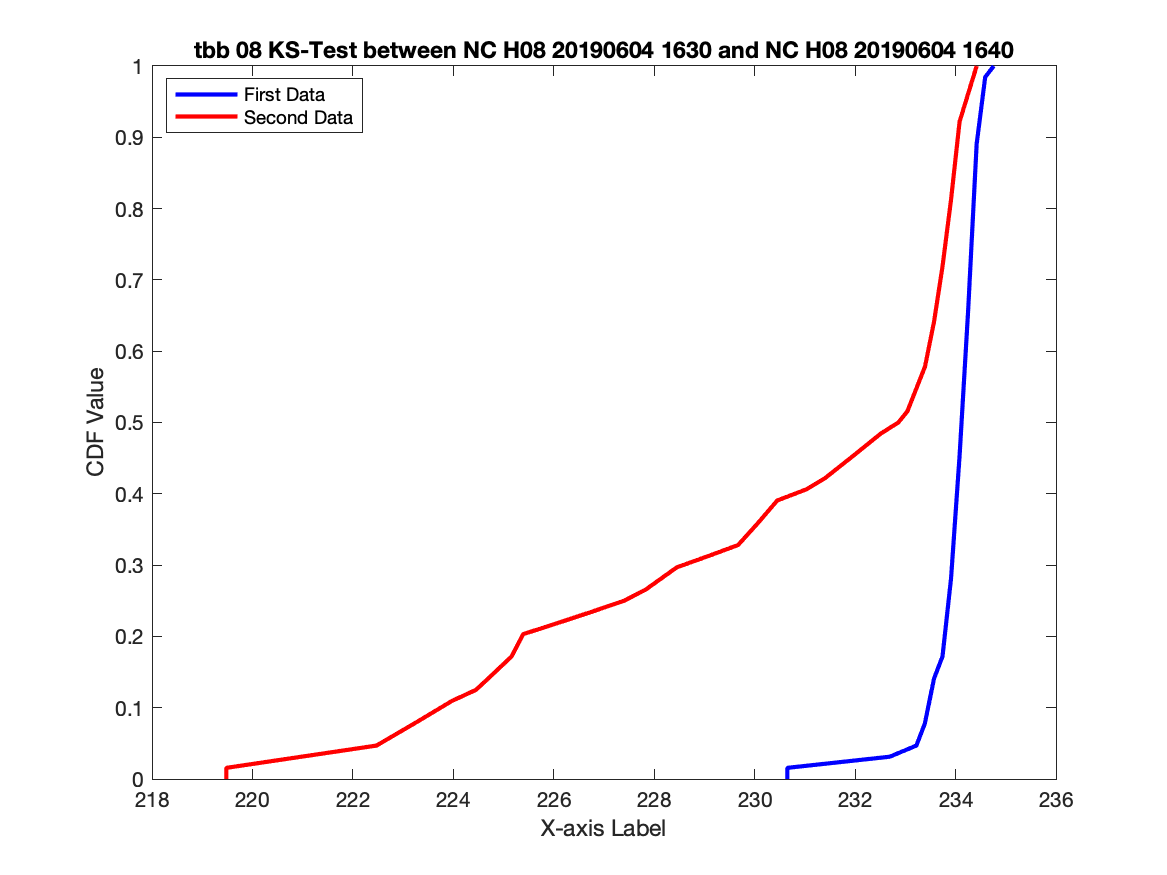 tbb 08 KS-Test between NC H08 20190604 1630 and NC H08 20190604 1640
First Data
Second Data
1
0.9
0.8
0.7
0.6
0.5
0.4
0.3
0.2
0.1
0
CDF Value
218 220 222 224 226 228 230 232 234 236
X-axis Label